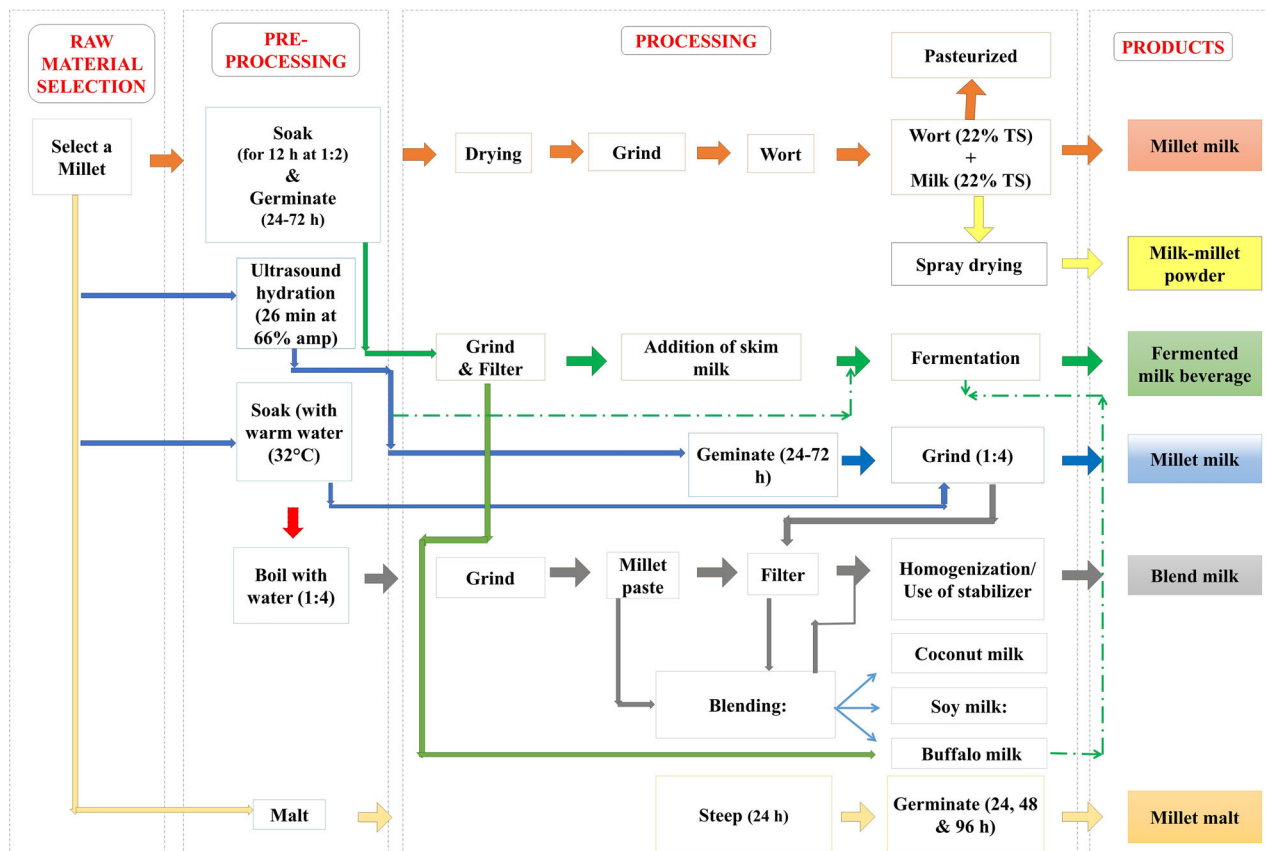 RAW
MATERIAL
SELECTION
Select a
Millet
PRE-
PROCESSING
Soak
(for 12 h at 1:2)
&
Germinate
(24-72 h)
Ultrasound
hydration
(26 min at
66% amp)
Soak (with
warm water
(32°C)
Boil with
water (1:4)
Malt
PROCESSING
Pasteurized
Drying
Grind
Wort
Wort (22% TS)
+
Milk (22% TS)
Spray drying
Grind
& Filter
Addition of skim
milk
Fermentation
Geminate (24-72
h)
Grind (1:4)
Grind
Millet
paste
Filter
Homogenization/
Use of stabilizer
Blending:
Coconut milk
Soy milk:
Buffalo milk
Steep (24 h)
Germinate (24, 48
& 96 h)
PRODUCTS
Millet milk
Milk-millet
powder
Fermented
milk beverage
Millet milk
Blend milk
Millet malt